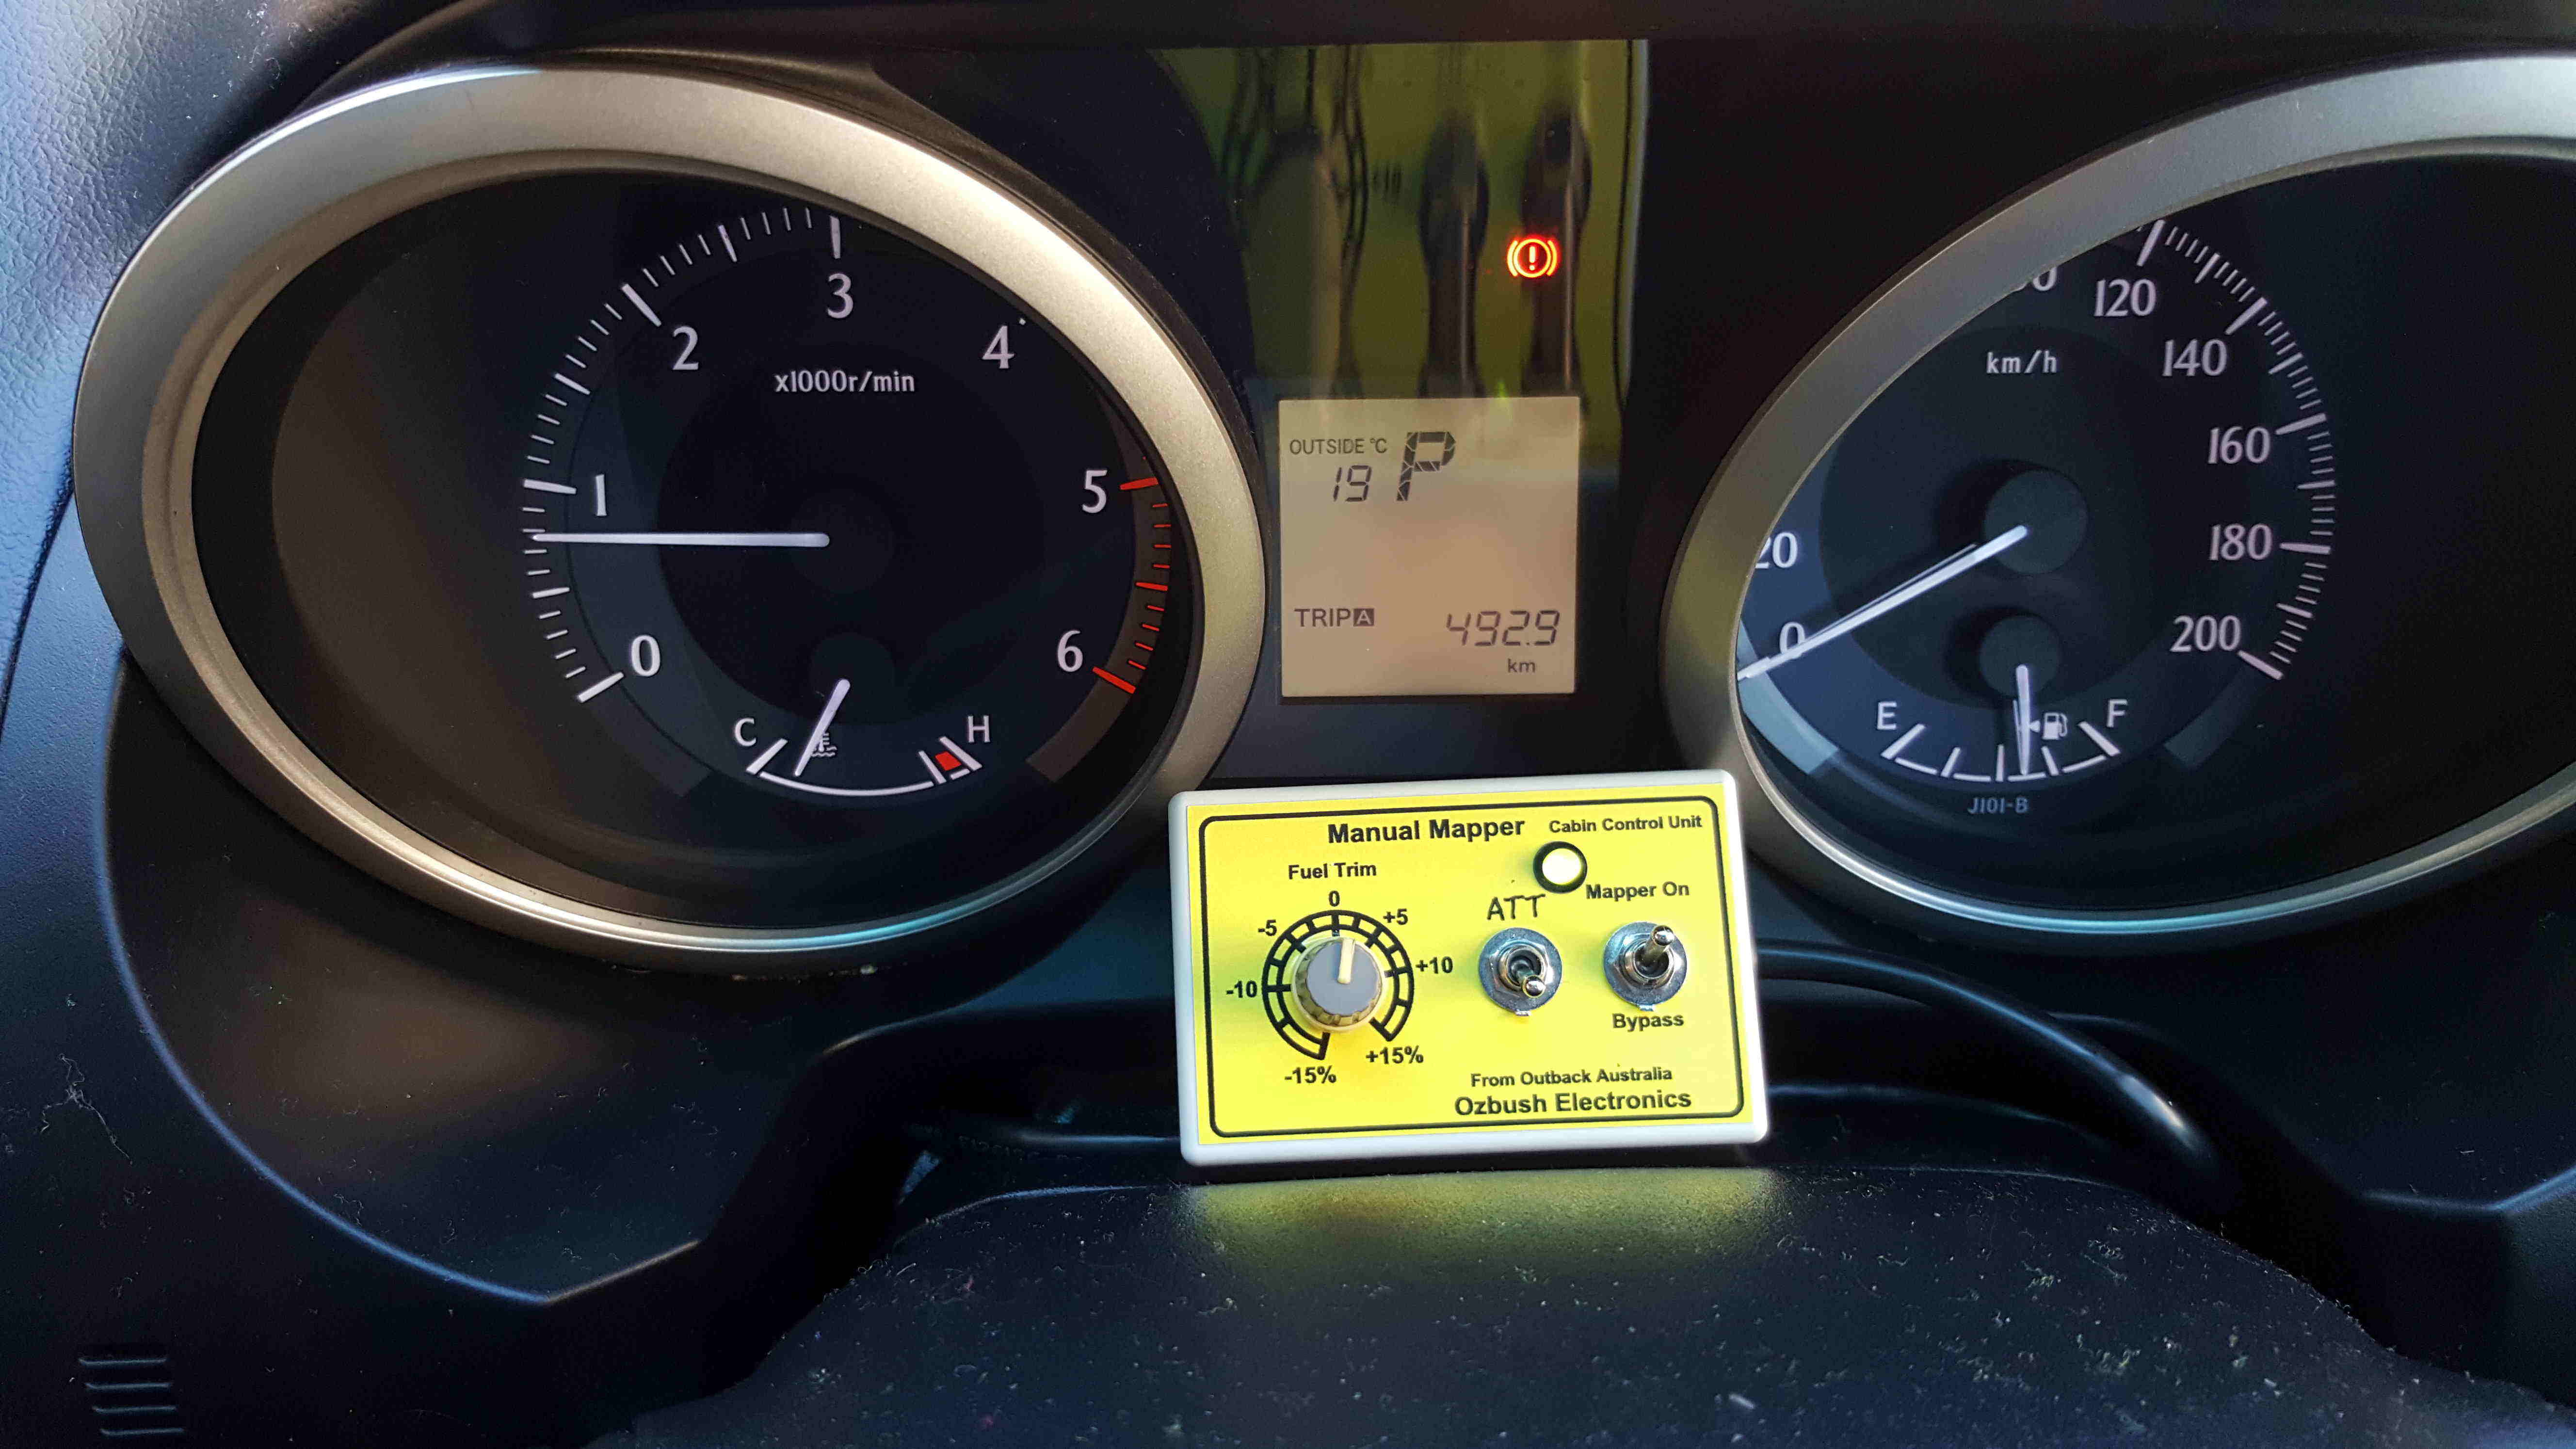 0
1
2
3
4
5
6
x1000r/min
C
H
OUTSIDE °C
19
P
TRIP A
492.9
km
0
20
120
140
160
180
200
km/h
E
F
J101-B
Manual Mapper
Cabin Control Unit
Fuel Trim
0
-5
+5
-10
+10
-15%
+15%
ATT
Mapper On
Bypass
From Outback Australia
Ozbush Electronics